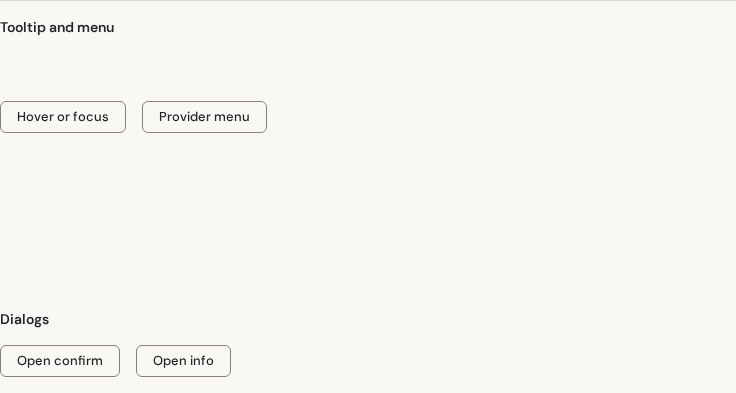 Tooltip and menu
Hover or focus
Provider menu
Dialogs
Open confirm
Open info